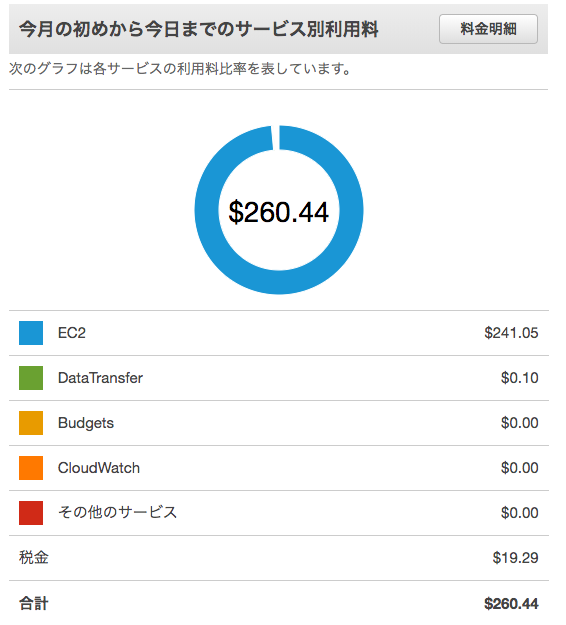 今月の初めから今日までのサービス別利用料
料金明細
次のグラフは各サービスの利用料比率を表しています。
$260.44
EC2 $241.05
DataTransfer $0.10
Budgets $0.00
CloudWatch $0.00
その他のサービス $0.00
税金 $19.29
合計 $260.44